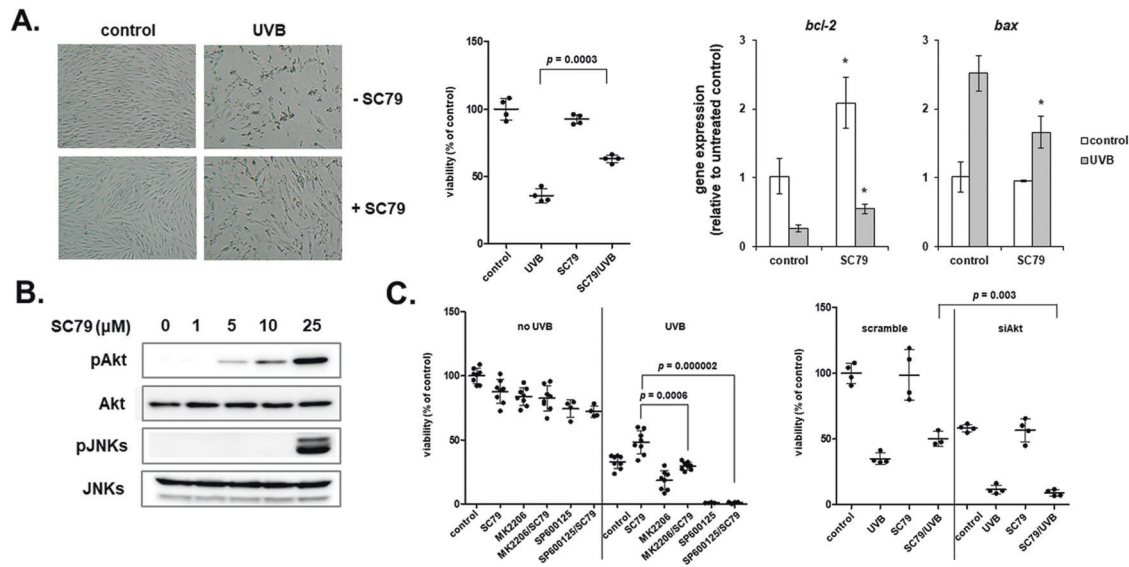 A.
control UVB
- SC79
+ SC79
viability (% of control)
150
100
50
0
p = 0.0003
control
UVB
SC79
SC79/UVB
gene expression
(relative to untreated control)
bcl-2
3
2
1
0
*
*
control SC79
bax
3
2
1
0
*
control SC79
control
UVB
B.
SC79 (µM) 0 1 5 10 25
pAkt
Akt
pJNKs
JNKs
C.
viability (% of control)
150
100
50
0
no UVB UVB
p = 0.000002
p = 0.0006
control
SC79
MK2206
MK2206/SC79
SP600125
SP600125/SC79
control
SC79
MK2206
MK2206/SC79
SP600125
SP600125/SC79
viability (% of control)
150
100
50
0
p = 0.003
scramble siAkt
control
UVB
SC79
SC79/UVB
control
UVB
SC79
SC79/UVB